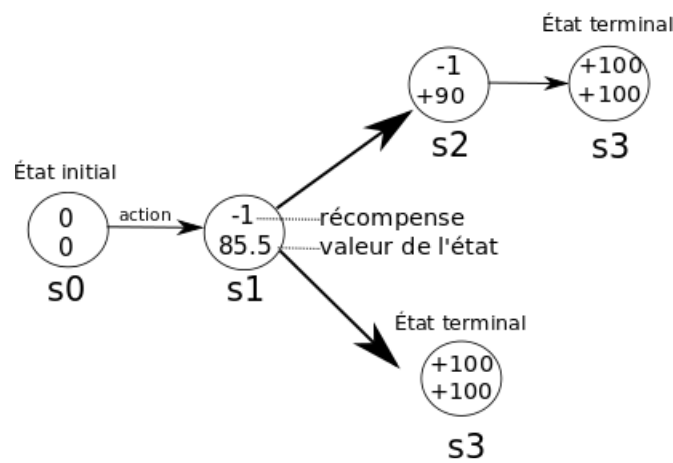 État terminal
-1
+90
s2
+100
+100
s3
État initial
0
0
s0
action
-1
85.5
s1
récompense
valeur de l'état
État terminal
+100
+100
s3